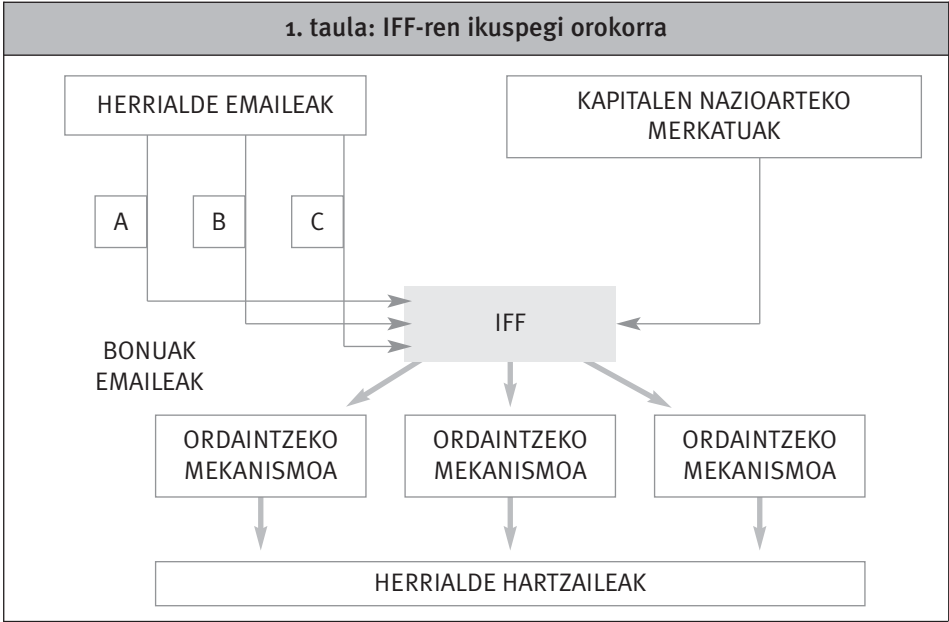 1. taula: IFF-ren ikuspegi orokorra
HERRIALDE EMAILEAK
KAPITALEN NAZIOARTEKO
MERKATUAK
A
B
C
IFF
BONUAK
EMAILEAK
ORDAINTZEKO
MEKANISMOA
ORDAINTZEKO
MEKANISMOA
ORDAINTZEKO
MEKANISMOA
HERRIALDE HARTZAILEAK